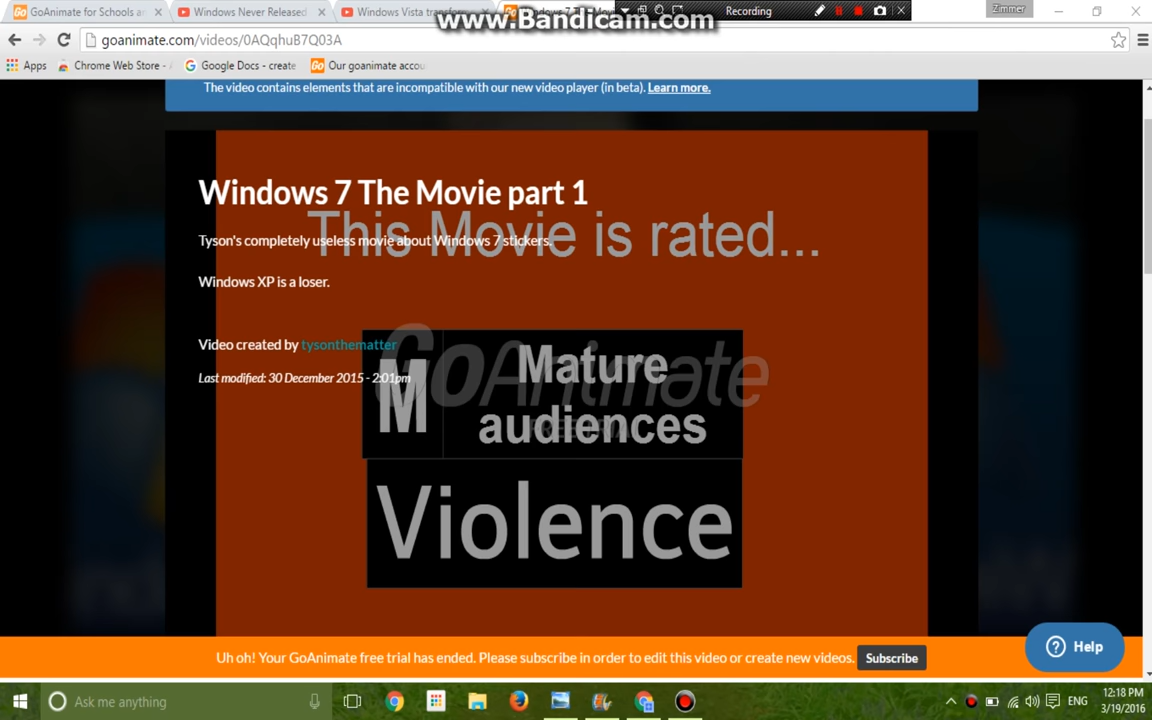 GoAnimate for Schools a
Windows Never Released
Windows Vista transfor
www.Bandicam.com
Recording
Zimmer
goanimate.com/videos/0AQqhuB7Q03A
Apps
Chrome Web Store -
Google Docs - create
Our goanimate accou
The video contains elements that are incompatible with our new video player (in beta). Learn more.
Windows 7 The Movie part 1
This Movie is rated...
Tyson's completely useless movie about Windows 7 stickers.
Windows XP is a loser.
Video created by tysonthematter
Last modified: 30 December 2015 - 2:01pm
GoAnimate
M
Mature
audiences
Violence
Uh oh! Your GoAnimate free trial has ended. Please subscribe in order to edit this video or create new videos.
Subscribe
Help
Ask me anything
ENG
12:18 PM
3/19/2016